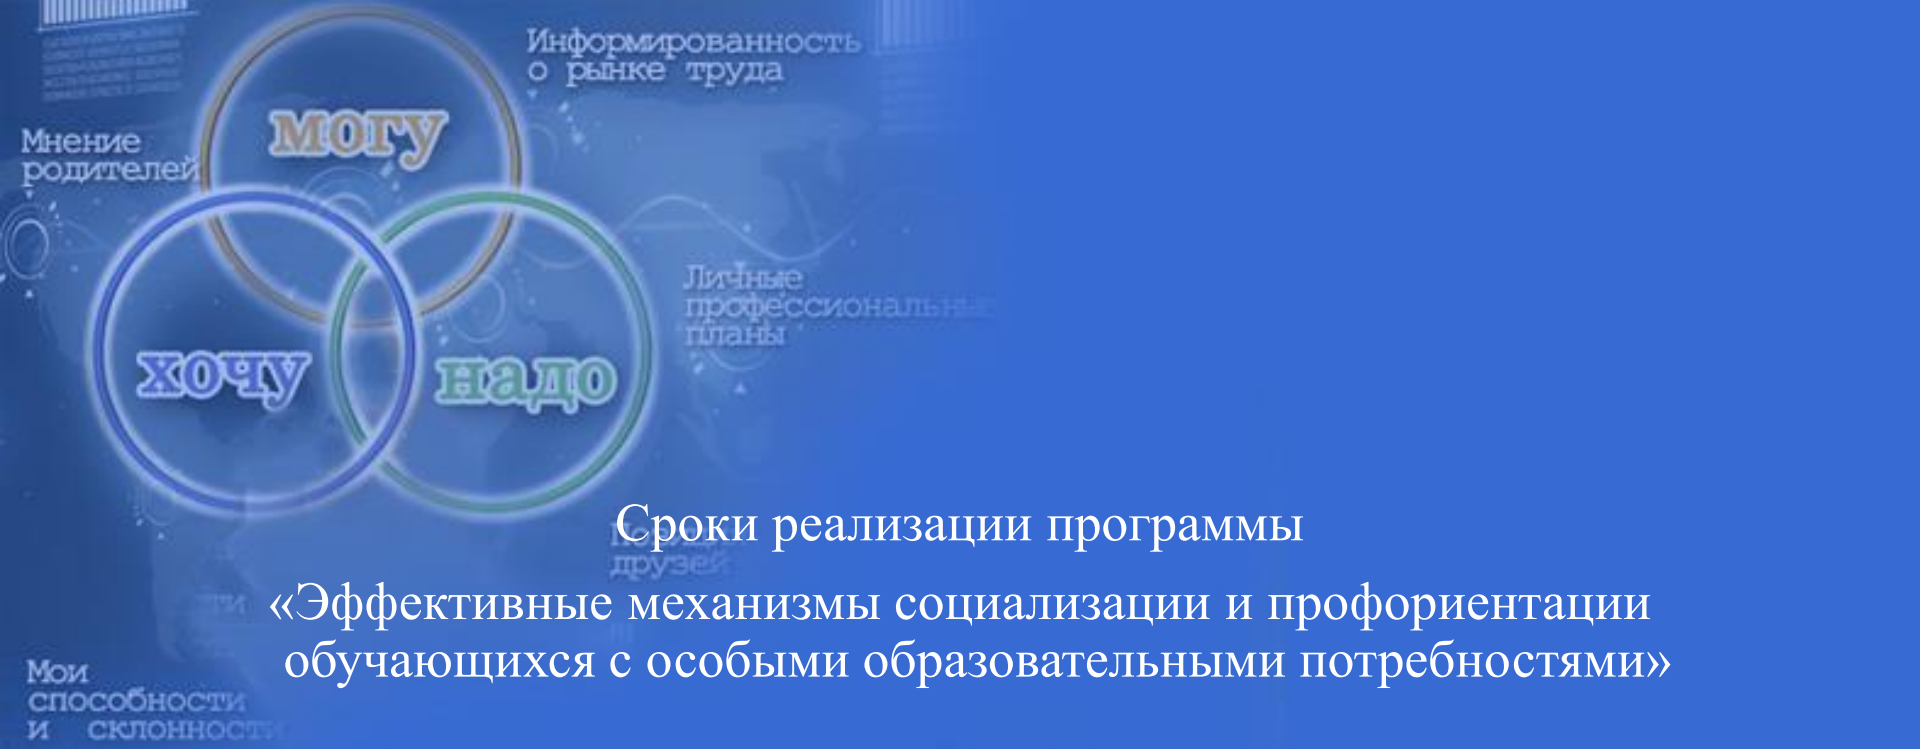 Информированность
о рынке труда
могу
Мнение
родителей
Личные
профессиональные
планы
хочу
надо
Сроки реализации программы
друзей
«Эффективные механизмы социализации и профориентации
обучающихся с особыми образовательными потребностями»
Мои
способности
и склонности